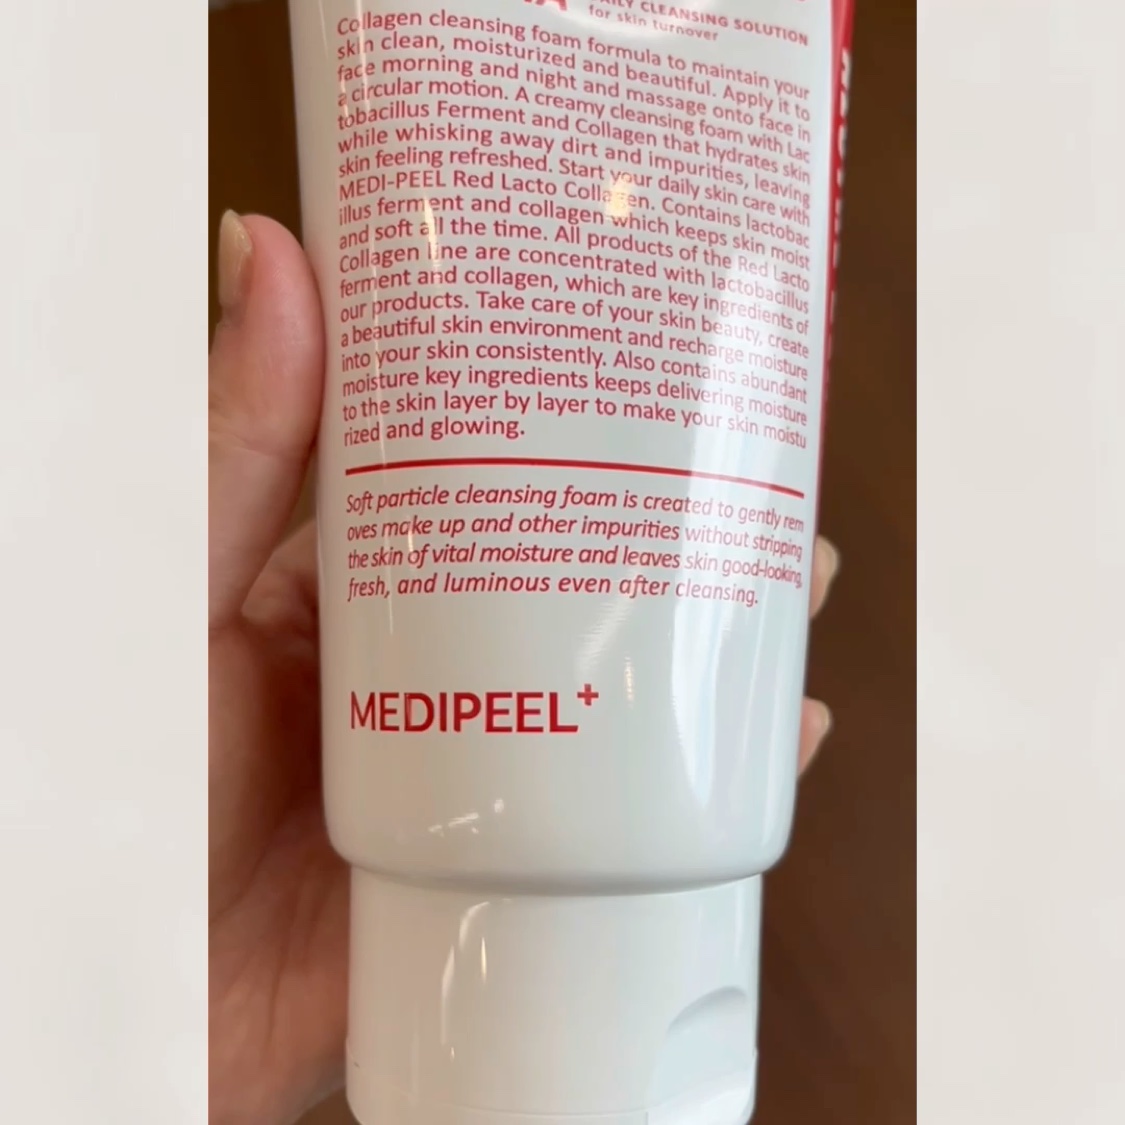 CLEANSING SOLUTION
for skin turnover
Collagen cleansing foam formula to maintain your
skin clean, moisturized and beautiful. Apply it to
face morning and night and massage onto face in
a circular motion. A creamy cleansing foam with Lac
tobacillus Ferment and Collagen that hydrates skin
while whisking away dirt and impurities, leaving
skin feeling refreshed. Start your daily skin care with
MEDI-PEEL Red Lacto Collagen. Contains lactobac
illus ferment and collagen which keeps skin moist
and soft all the time. All products of the Red Lacto
Collagen line are concentrated with lactobacillus
ferment and collagen, which are key ingredients of
our products. Take care of your skin beauty, create
a beautiful skin environment and recharge moisture
into your skin consistently. Also contains abundant
moisture key ingredients keeps delivering moisture
to the skin layer by layer to make your skin moistu
rized and glowing.
Soft particle cleansing foam is created to gently rem
oves make up and other impurities without stripping
the skin of vital moisture and leaves skin good-looking,
fresh, and luminous even after cleansing.
MEDIPEEL+